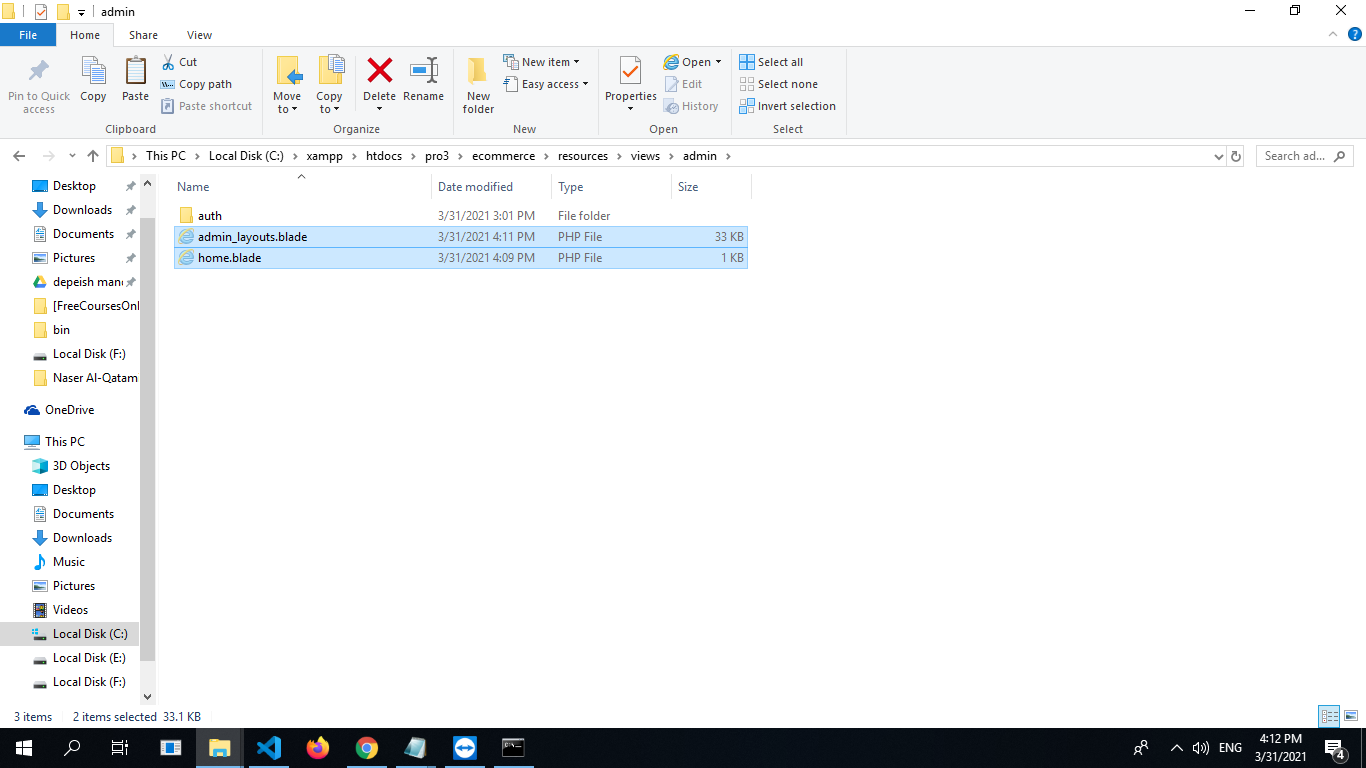 admin
File Home Share View
Pin to Quick access
Copy
Paste
Cut
Copy path
Paste shortcut
Clipboard
Move to
Copy to
Delete
Rename
Organize
New folder
New item
Easy access
New
Properties
Open
Edit
History
Open
Select all
Select none
Invert selection
Select
This PC Local Disk (C:) xampp htdocs pro3 ecommerce resources views admin
Search ad...
Desktop
Downloads
Documents
Pictures
depeish man
[FreeCoursesOnl
bin
Local Disk (F:)
Naser Al-Qatam
OneDrive
This PC
3D Objects
Desktop
Documents
Downloads
Music
Pictures
Videos
Local Disk (C:)
Local Disk (E:)
Local Disk (F:)
Name Date modified Type Size
auth 3/31/2021 3:01 PM File folder
admin_layouts.blade 3/31/2021 4:11 PM PHP File 33 KB
home.blade 3/31/2021 4:09 PM PHP File 1 KB
3 items 2 items selected 33.1 KB
ENG
4:12 PM
3/31/2021
4